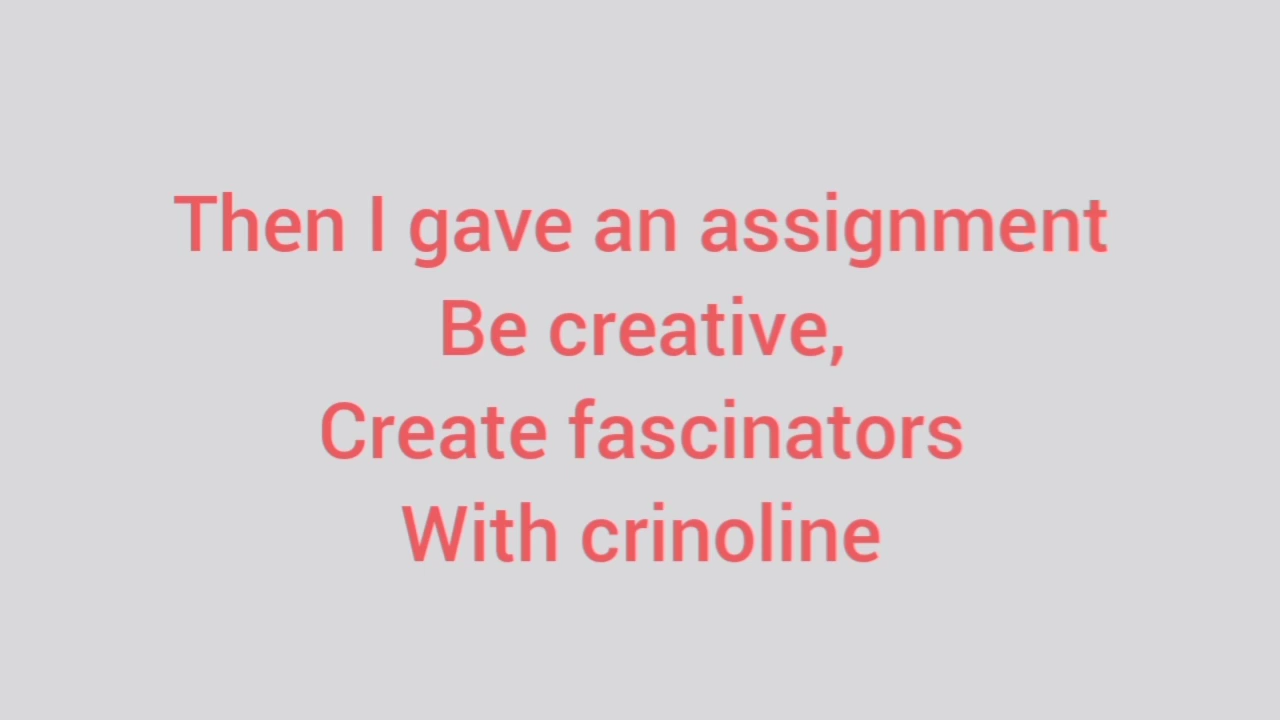 Then I gave an assignment
Be creative,
Create fascinators
With crinoline